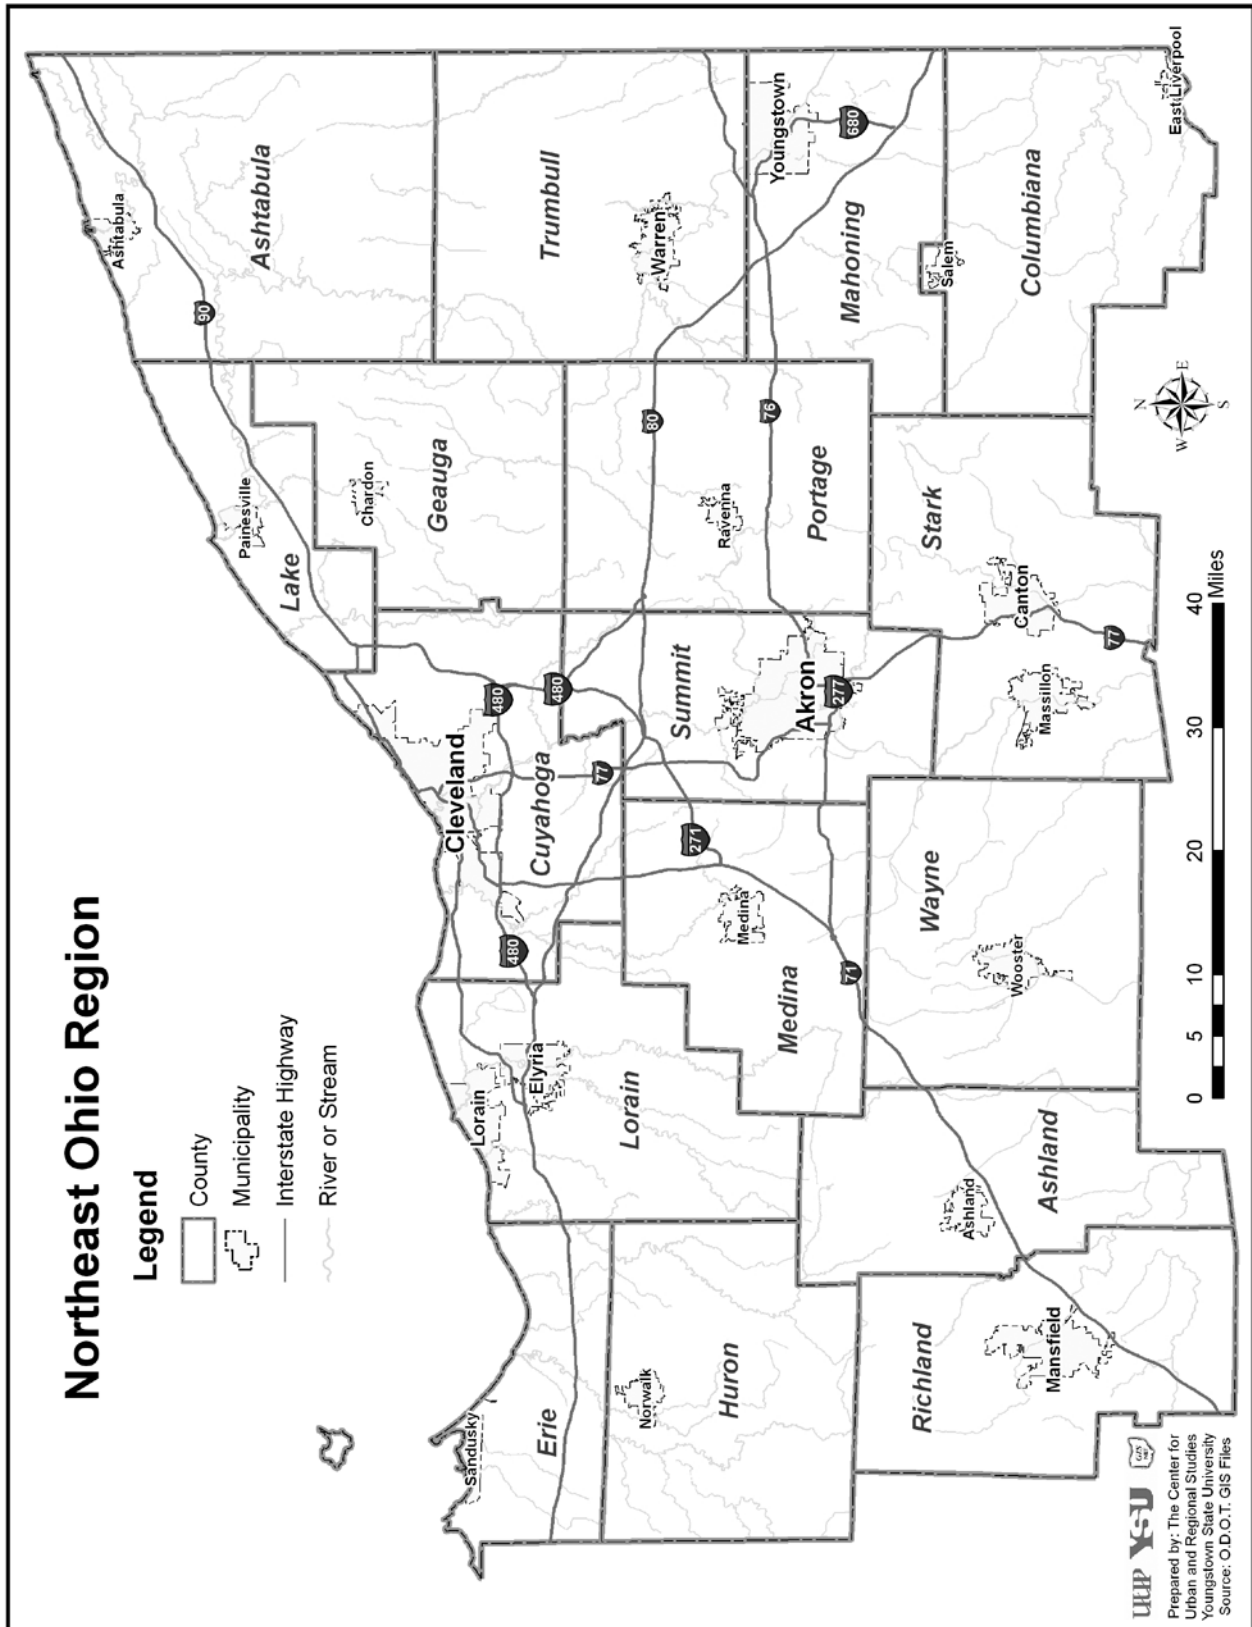 Northeast Ohio Region
Legend
County
Municipality
Interstate Highway
River or Stream
Sandusky
Erie
Norwalk
Huron
Richland
Mansfield
Ashland
Ashland
Lorain
Elyria
Lorain
Medina
Medina
Wayne
Wooster
Cleveland
Cuyahoga
480
480
480
77
271
71
Summit
Akron
277
Massillon
Canton
Stark
77
Lake
Painesville
Chardon
Geauga
80
Ravenna
76
Portage
90
Ashtabula
Ashtabula
Trumbull
Warren
Youngstown
680
Mahoning
Salem
Columbiana
East Liverpool
N
W
E
S
0 5 10 20 30 40
Miles
UUP YSU
Prepared by: The Center for
Urban and Regional Studies
Youngstown State University
Source: O.D.O.T. GIS Files